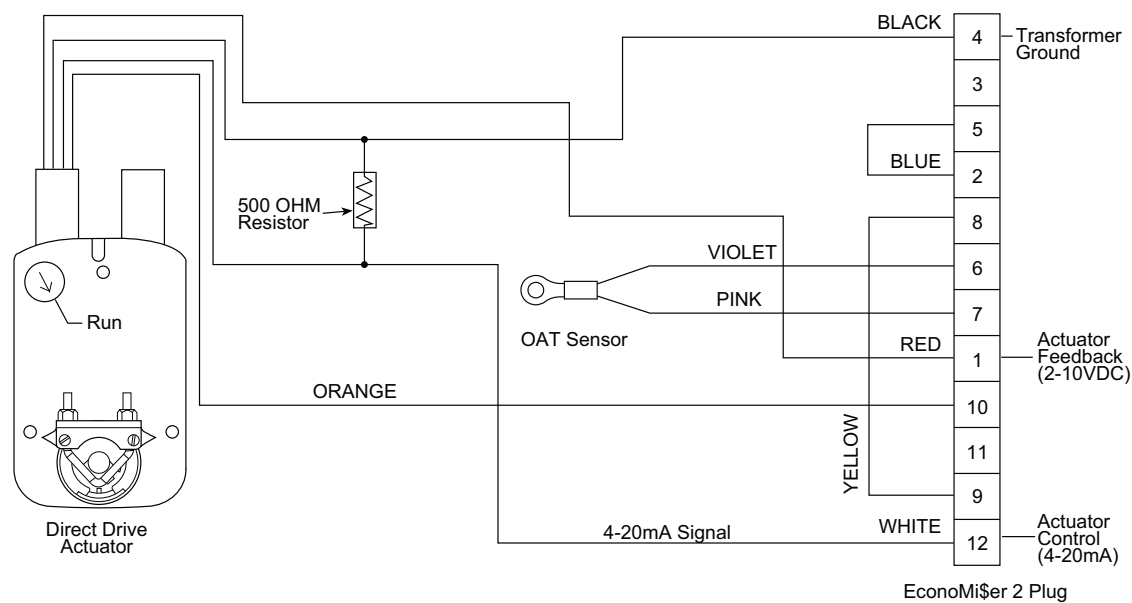 BLACK
4
Transformer
Ground
3
5
BLUE
2
500 OHM
Resistor
8
VIOLET
6
PINK
7
Run
OAT Sensor
RED
1
Actuator
Feedback
(2-10VDC)
ORANGE
10
YELLOW
11
9
Direct Drive
Actuator
4-20mA Signal
WHITE
12
Actuator
Control
(4-20mA)
EconoMi$er 2 Plug